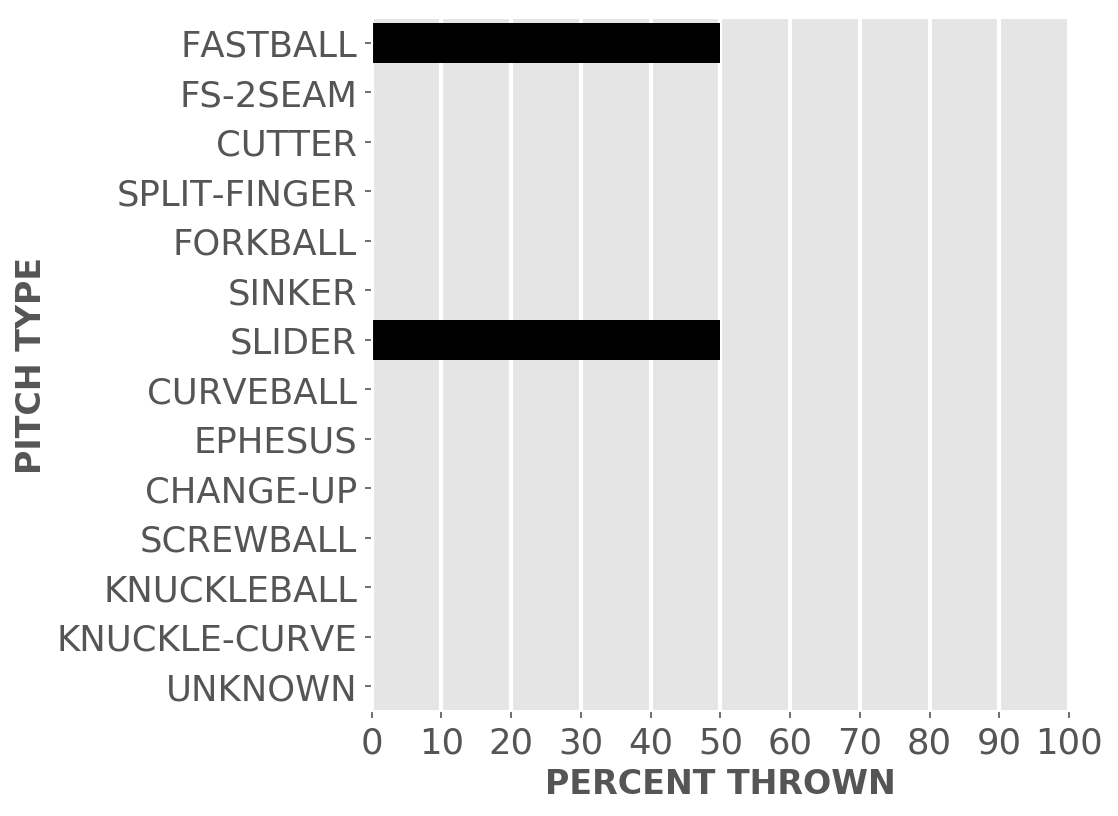 FASTBALL
FS-2SEAM
CUTTER
SPLIT-FINGER
FORKBALL
SINKER
SLIDER
CURVEBALL
EPHESUS
CHANGE-UP
SCREWBALL
KNUCKLEBALL
KNUCKLE-CURVE
UNKNOWN
PITCH TYPE
0 10 20 30 40 50 60 70 80 90 100
PERCENT THROWN